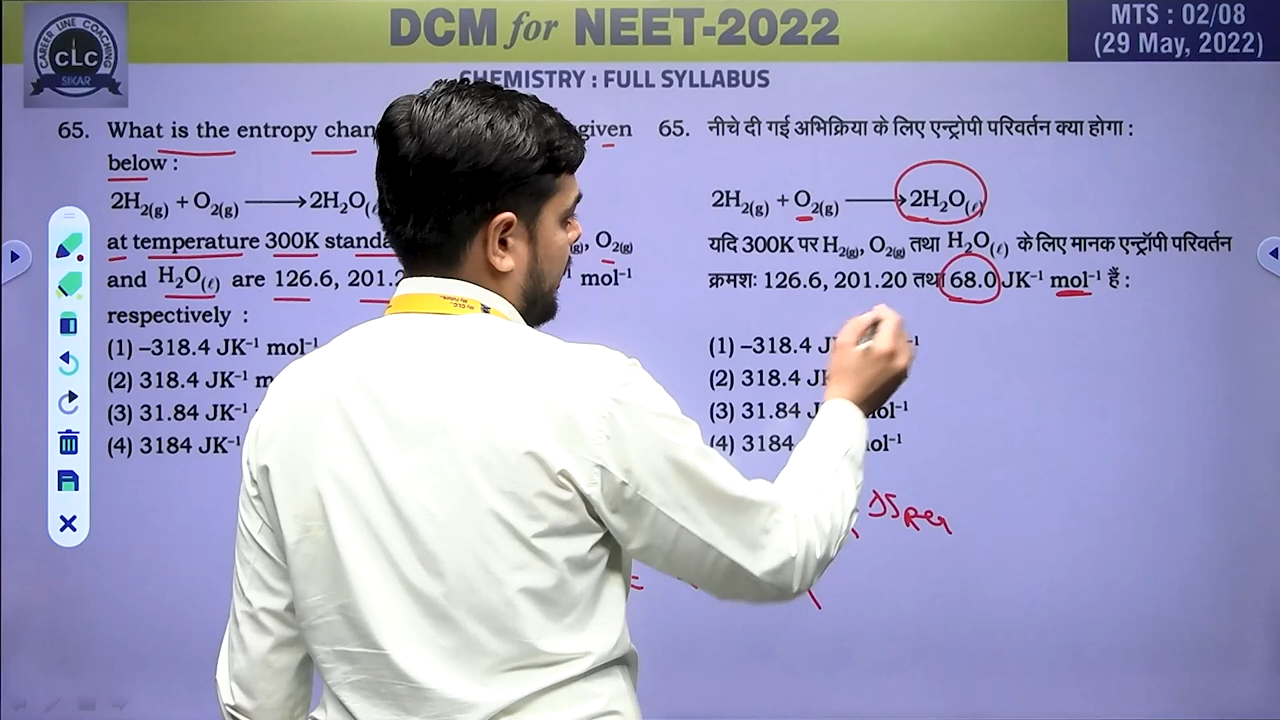 CAREER LINE COACHING
CLC
SIKAR
DCM for NEET-2022
MTS : 02/08
(29 May, 2022)
CHEMISTRY : FULL SYLLABUS
65. What is the entropy chan given
below :
2H₂(g) + O₂(g) ⟶ 2H₂O(ℓ
at temperature 300K standa O₂(g)
and H₂O(ℓ) are 126.6, 201.2 mol⁻¹
respectively :
(1) –318.4 JK⁻¹ mol⁻¹
(2) 318.4 JK⁻¹ m
(3) 31.84 JK⁻¹
(4) 3184 JK⁻¹
65. नीचे दी गई अभिक्रिया के लिए एन्ट्रोपी परिवर्तन क्या होगा :
2H₂(g) + O₂(g) ⟶ 2H₂O(ℓ)
यदि 300K पर H₂(g), O₂(g) तथा H₂O(ℓ) के लिए मानक एन्ट्रॉपी परिवर्तन
क्रमशः 126.6, 201.20 तथा 68.0 JK⁻¹ mol⁻¹ हैं :
(1) –318.4 J
(2) 318.4 JK
(3) 31.84 J mol⁻¹
(4) 3184 ol⁻¹